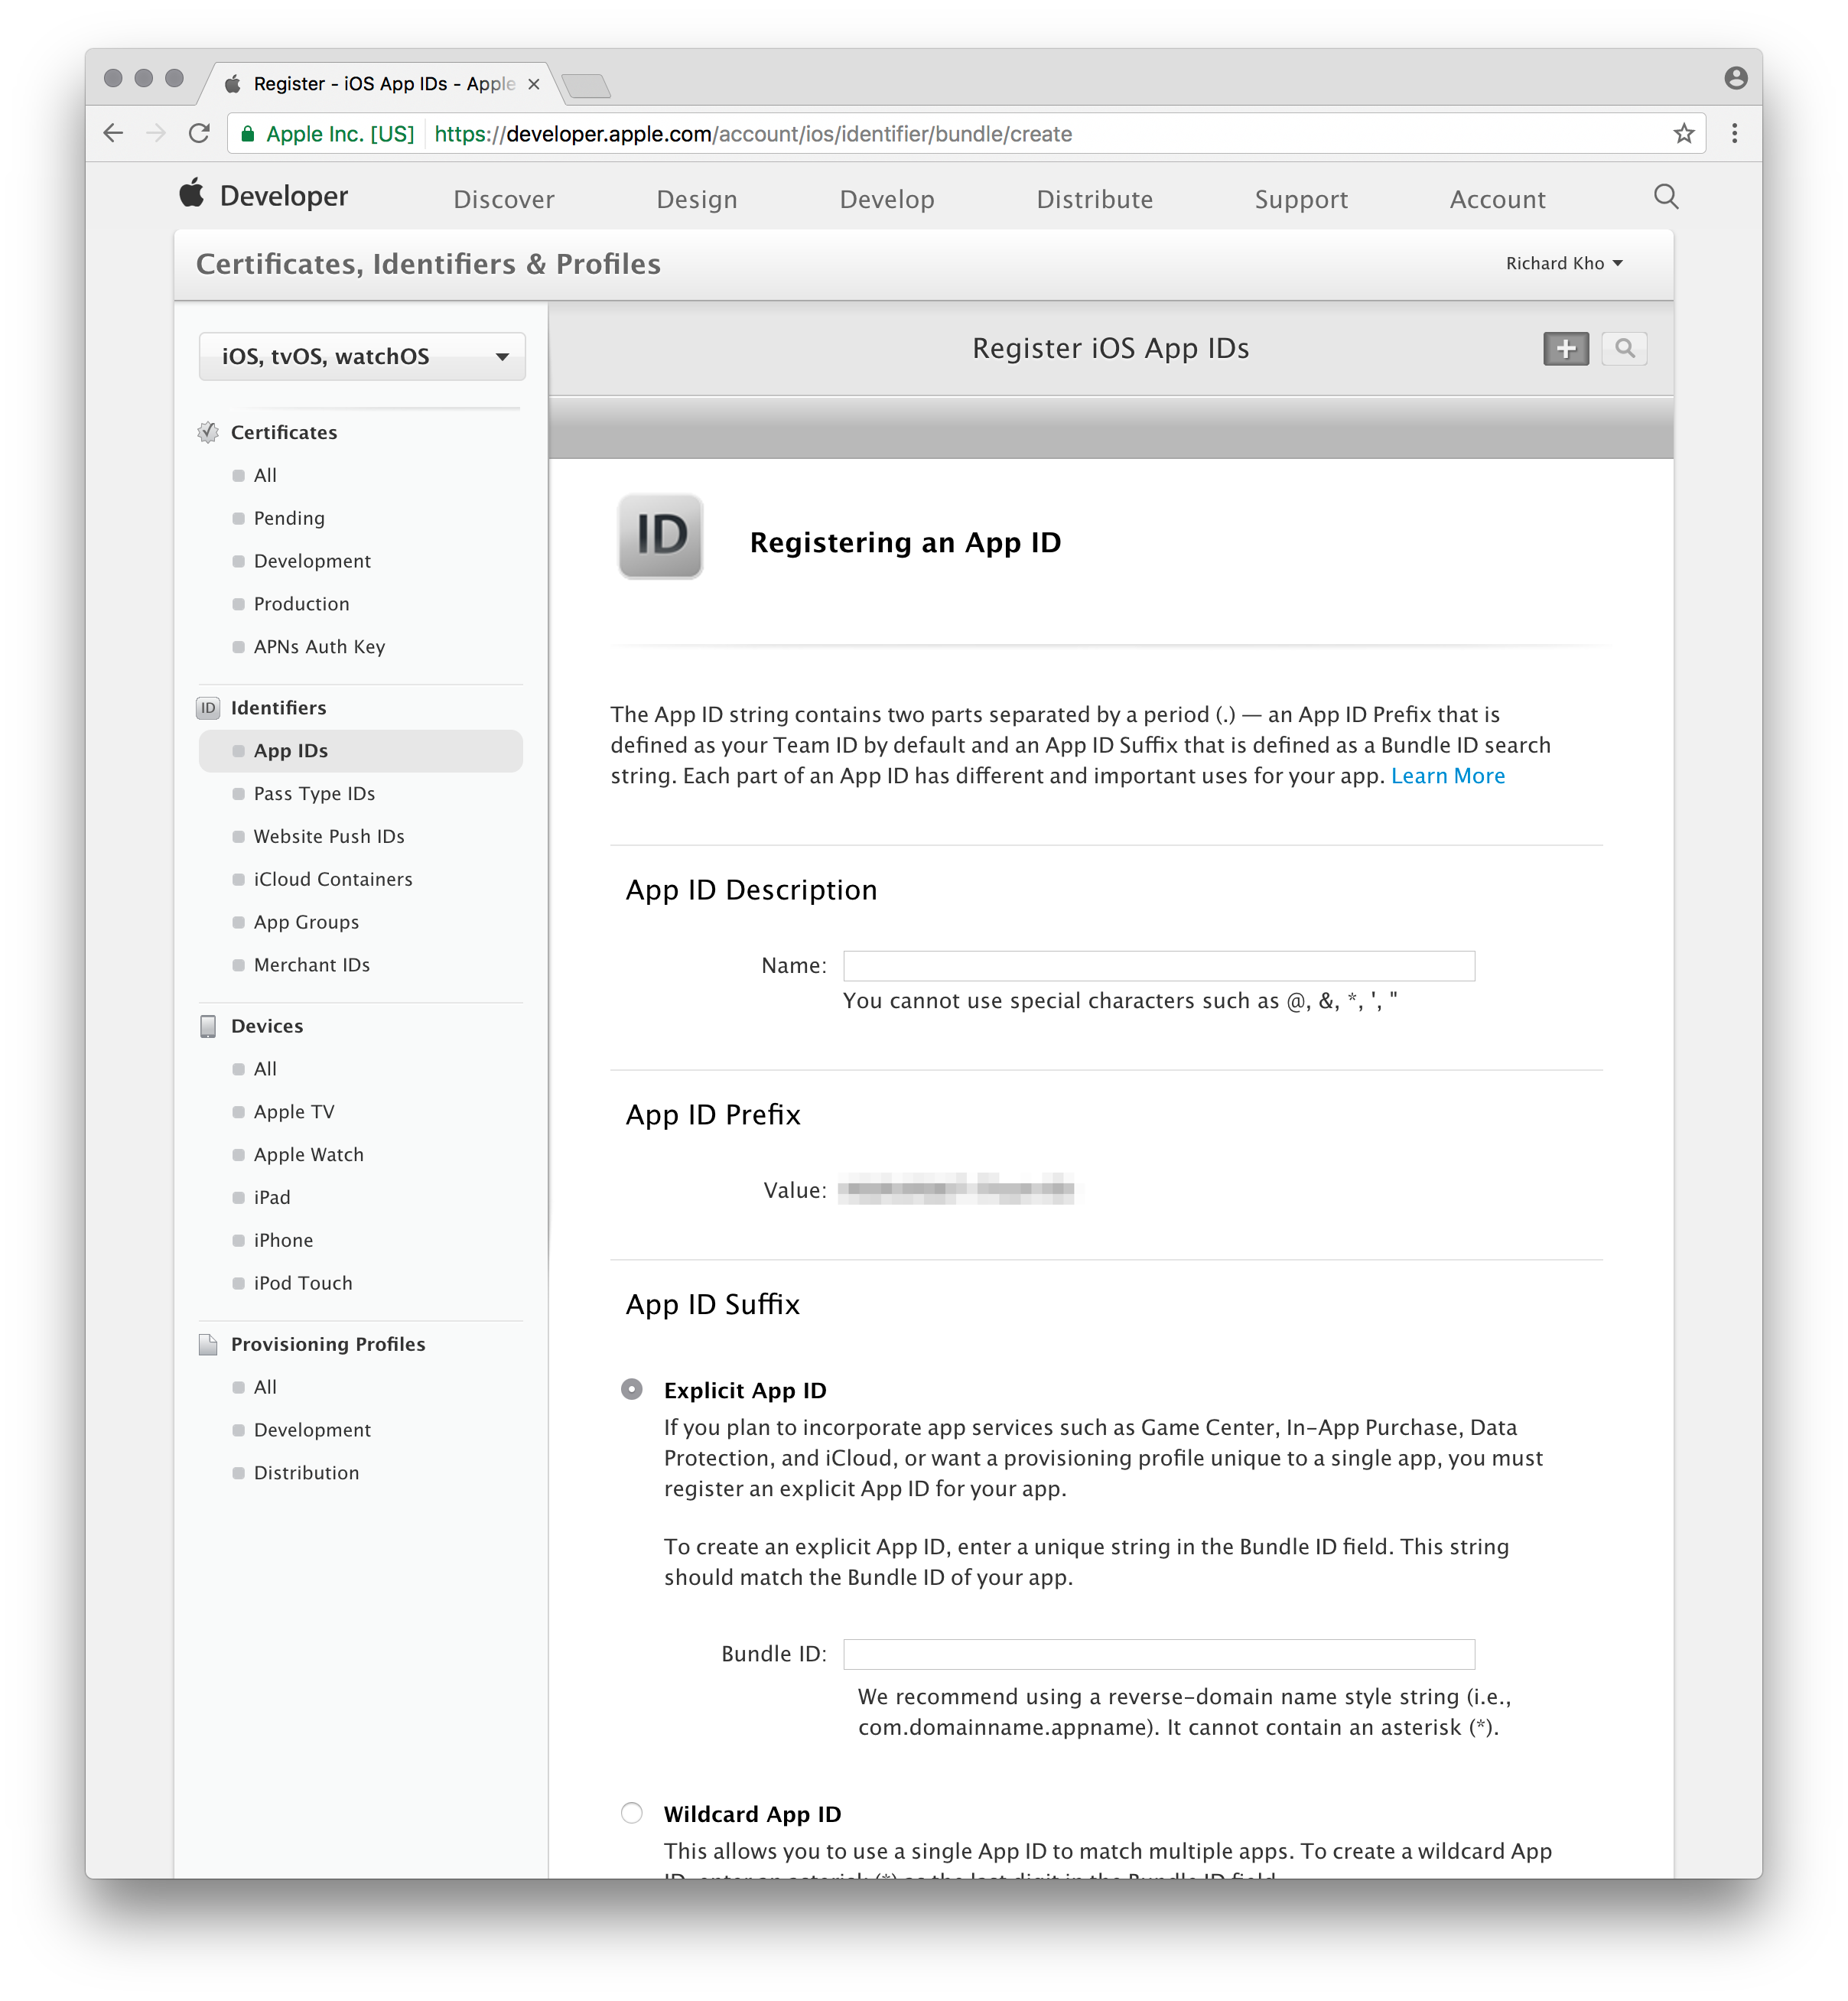 Register - iOS App IDs - Apple
Apple Inc. [US] https://developer.apple.com/account/ios/identifier/bundle/create
Developer Discover Design Develop Distribute Support Account
Certificates, Identifiers & Profiles
Richard Kho
iOS, tvOS, watchOS
Certificates
All
Pending
Development
Production
APNs Auth Key
ID Identifiers
App IDs
Pass Type IDs
Website Push IDs
iCloud Containers
App Groups
Merchant IDs
Devices
All
Apple TV
Apple Watch
iPad
iPhone
iPod Touch
Provisioning Profiles
All
Development
Distribution
Register iOS App IDs
ID Registering an App ID
The App ID string contains two parts separated by a period (.) — an App ID Prefix that is
defined as your Team ID by default and an App ID Suffix that is defined as a Bundle ID search
string. Each part of an App ID has different and important uses for your app. Learn More
App ID Description
Name:
You cannot use special characters such as @, &, *, ', "
App ID Prefix
Value:
App ID Suffix
Explicit App ID
If you plan to incorporate app services such as Game Center, In-App Purchase, Data
Protection, and iCloud, or want a provisioning profile unique to a single app, you must
register an explicit App ID for your app.
To create an explicit App ID, enter a unique string in the Bundle ID field. This string
should match the Bundle ID of your app.
Bundle ID:
We recommend using a reverse-domain name style string (i.e.,
com.domainname.appname). It cannot contain an asterisk (*).
Wildcard App ID
This allows you to use a single App ID to match multiple apps. To create a wildcard App
ID, enter an asterisk (*) as the last digit in the Bundle ID field.